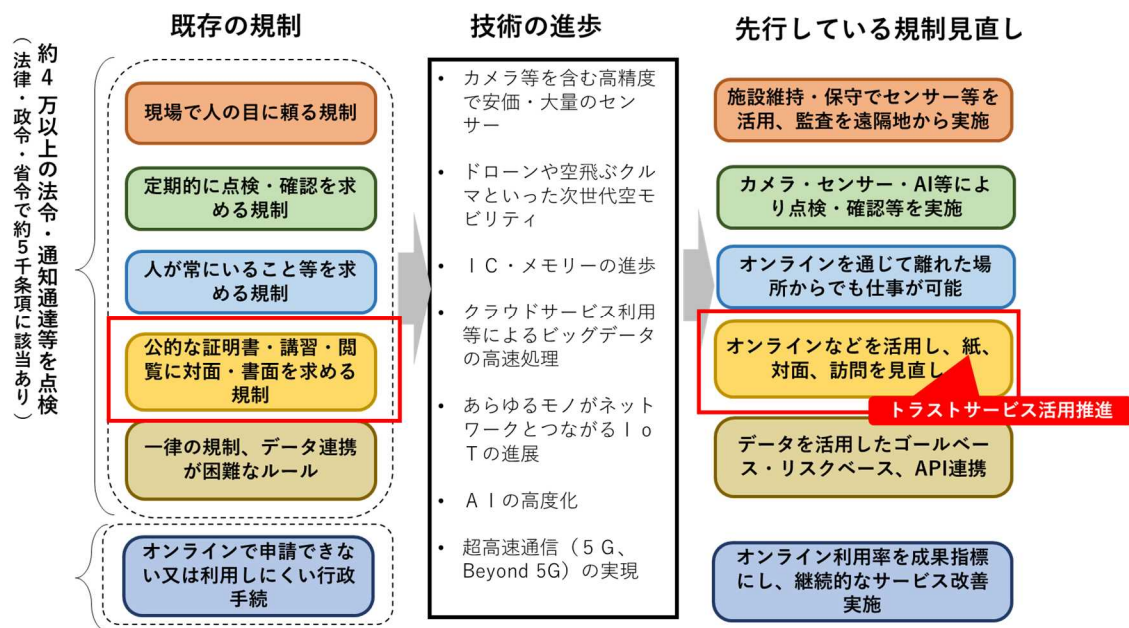 既存の規制
技術の進歩
先行している規制見直し
約４万以上の法令・通知通達等を点検
（法律・政令・省令で約５千条項に該当あり）
現場で人の目に頼る規制
定期的に点検・確認を求
める規制
人が常にいること等を求
める規制
公的な証明書・講習・閲
覧に対面・書面を求める
規制
一律の規制、データ連携
が困難なルール
オンラインで申請できな
い又は利用しにくい行政
手続
• カメラ等を含む高精度
で安価・大量のセン
サー
• ドローンや空飛ぶクル
マといった次世代空モ
ビリティ
• ＩＣ・メモリーの進歩
• クラウドサービス利用
等によるビッグデータ
の高速処理
• あらゆるモノがネット
ワークとつながるＩｏ
Ｔの進展
• ＡＩの高度化
• 超高速通信（５Ｇ、
Beyond 5G）の実現
施設維持・保守でセンサー等を
活用、監査を遠隔地から実施
カメラ・センサー・AI等によ
り点検・確認等を実施
オンラインを通じて離れた場
所からでも仕事が可能
オンラインなどを活用し、紙、
対面、訪問を見直し
トラストサービス活用推進
データを活用したゴールベー
ス・リスクベース、API連携
オンライン利用率を成果指標
にし、継続的なサービス改善
実施